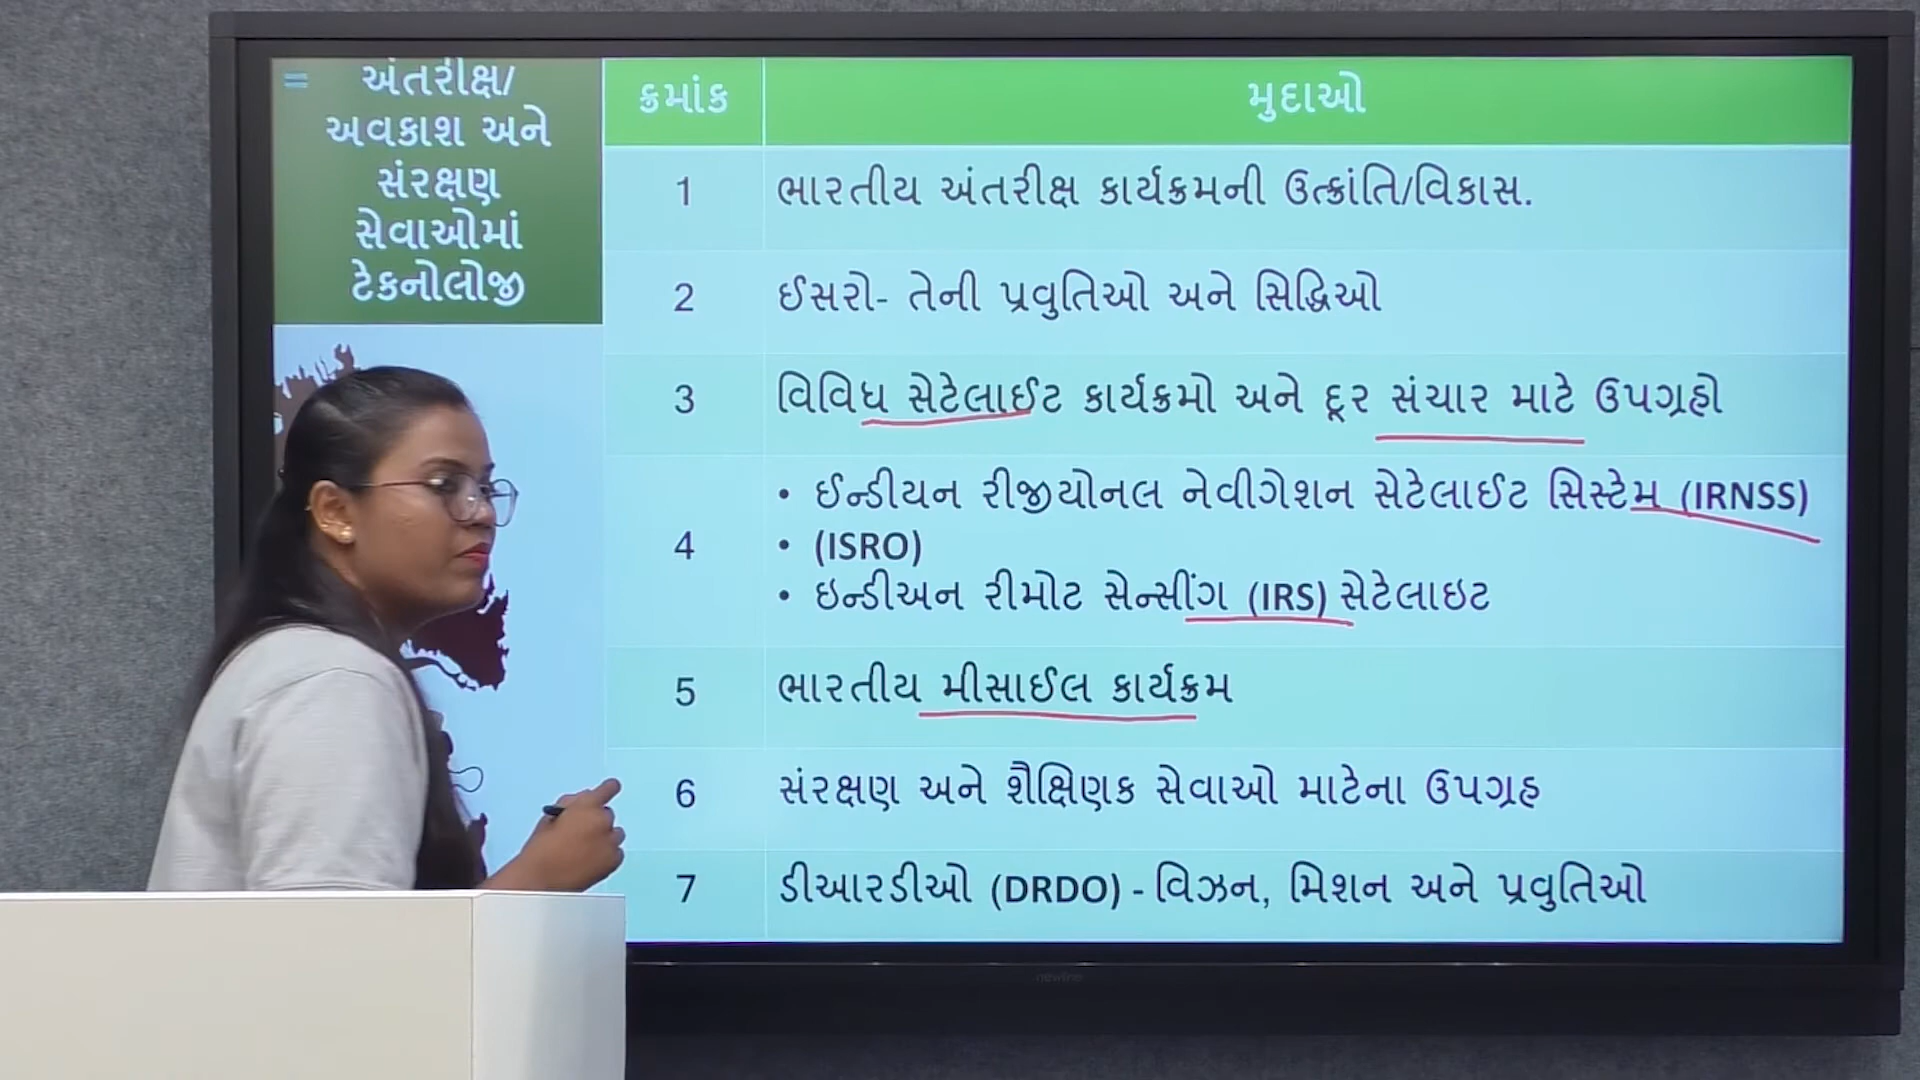 અંતરીક્ષ/
અવકાશ અને
સંરક્ષણ
સેવાઓમાં
ટેકનોલોજી
ક્રમાંક મુદાઓ
1 ભારતીય અંતરીક્ષ કાર્યક્રમની ઉત્ક્રાંતિ/વિકાસ.
2 ઈસરો- તેની પ્રવુતિઓ અને સિદ્ધિઓ
3 વિવિધ સેટેલાઈટ કાર્યક્રમો અને દૂર સંચાર માટે ઉપગ્રહો
4
• ઈન્ડીયન રીજીયોનલ નેવીગેશન સેટેલાઈટ સિસ્ટેમ (IRNSS)
• (ISRO)
• ઇન્ડીઅન રીમોટ સેન્સીંગ (IRS) સેટેલાઇટ
5 ભારતીય મીસાઈલ કાર્યક્રમ
6 સંરક્ષણ અને શૈક્ષિણક સેવાઓ માટેના ઉપગ્રહ
7 ડીઆરડીઓ (DRDO) - વિઝન, મિશન અને પ્રવુતિઓ
newline